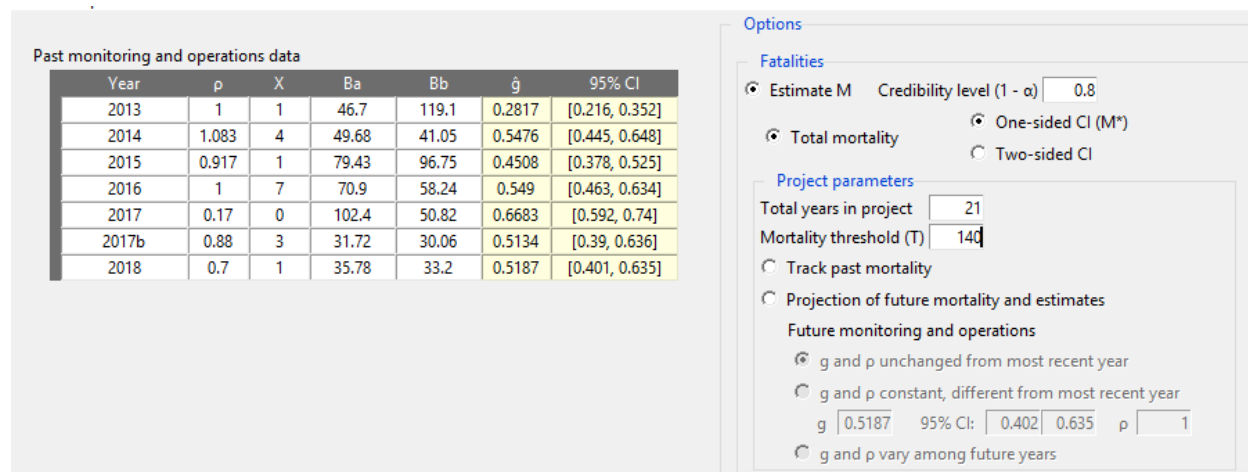 Options
Past monitoring and operations data
Fatalities
Year ρ X Ba Bb ĝ 95% CI
2013 1 1 46.7 119.1 0.2817 [0.216, 0.352]
2014 1.083 4 49.68 41.05 0.5476 [0.445, 0.648]
2015 0.917 1 79.43 96.75 0.4508 [0.378, 0.525]
2016 1 7 70.9 58.24 0.549 [0.463, 0.634]
2017 0.17 0 102.4 50.82 0.6683 [0.592, 0.74]
2017b 0.88 3 31.72 30.06 0.5134 [0.39, 0.636]
2018 0.7 1 35.78 33.2 0.5187 [0.401, 0.635]
Estimate M Credibility level (1 - α) 0.8
One-sided CI (M*)
Total mortality
Two-sided CI
Project parameters
Total years in project 21
Mortality threshold (T) 140
Track past mortality
Projection of future mortality and estimates
Future monitoring and operations
g and ρ unchanged from most recent year
g and ρ constant, different from most recent year
g 0.5187 95% CI: 0.402 0.635 ρ 1
g and ρ vary among future years